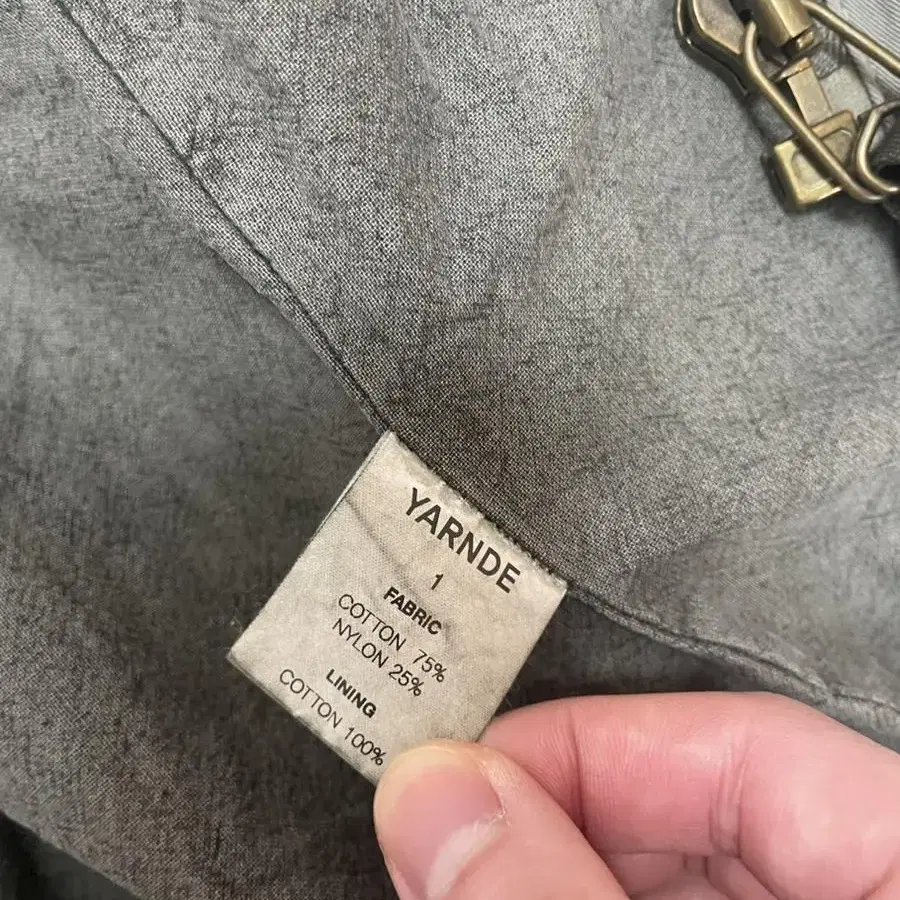 YARNDE
1
FABRIC
COTTON 75%
NYLON 25%
LINING
COTTON 100%